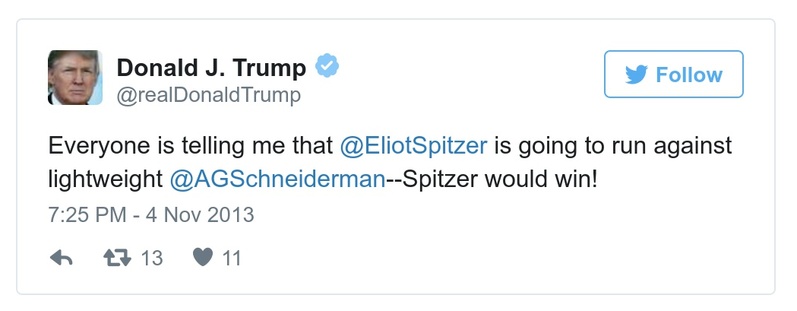 Donald J. Trump
@realDonaldTrump
Follow
Everyone is telling me that @EliotSpitzer is going to run against
lightweight @AGSchneiderman--Spitzer would win!
7:25 PM - 4 Nov 2013
13 11